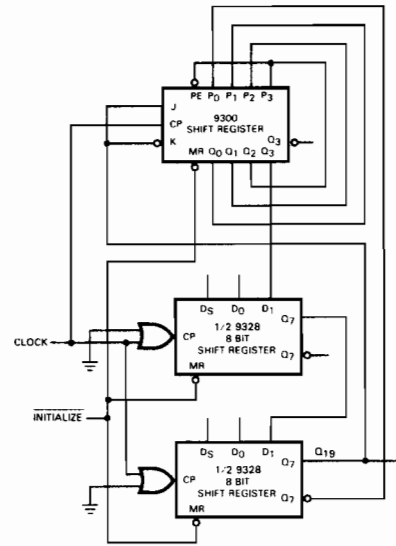 PE P0 P1 P2 P3
J
9300
SHIFT REGISTER
CP
K
Q3
MR Q0 Q1 Q2 Q3
DS D0 D1
1/2 9328
8 BIT
SHIFT REGISTER
Q7
CP
Q7
MR
CLOCK
INITIALIZE
DS D0 D1
1/2 9328
8 BIT
SHIFT REGISTER
Q7
Q19
CP
Q7
MR